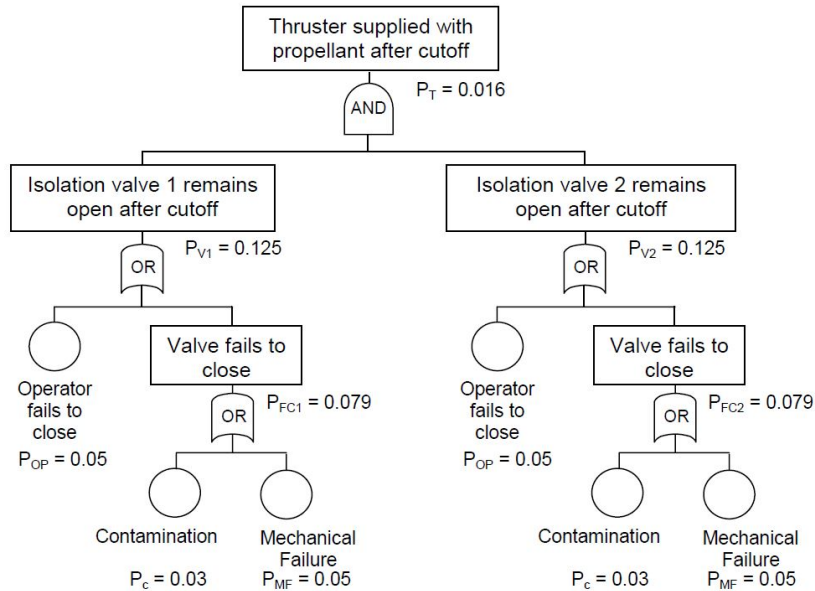 Thruster supplied with
propellant after cutoff
P_T = 0.016
AND
Isolation valve 1 remains
open after cutoff
P_V1 = 0.125
OR
Operator
fails to
close
P_OP = 0.05
Valve fails to
close
P_FC1 = 0.079
OR
Contamination
P_c = 0.03
Mechanical
Failure
P_MF = 0.05
Isolation valve 2 remains
open after cutoff
P_V2 = 0.125
OR
Operator
fails to
close
P_OP = 0.05
Valve fails to
close
P_FC2 = 0.079
OR
Contamination
P_c = 0.03
Mechanical
Failure
P_MF = 0.05